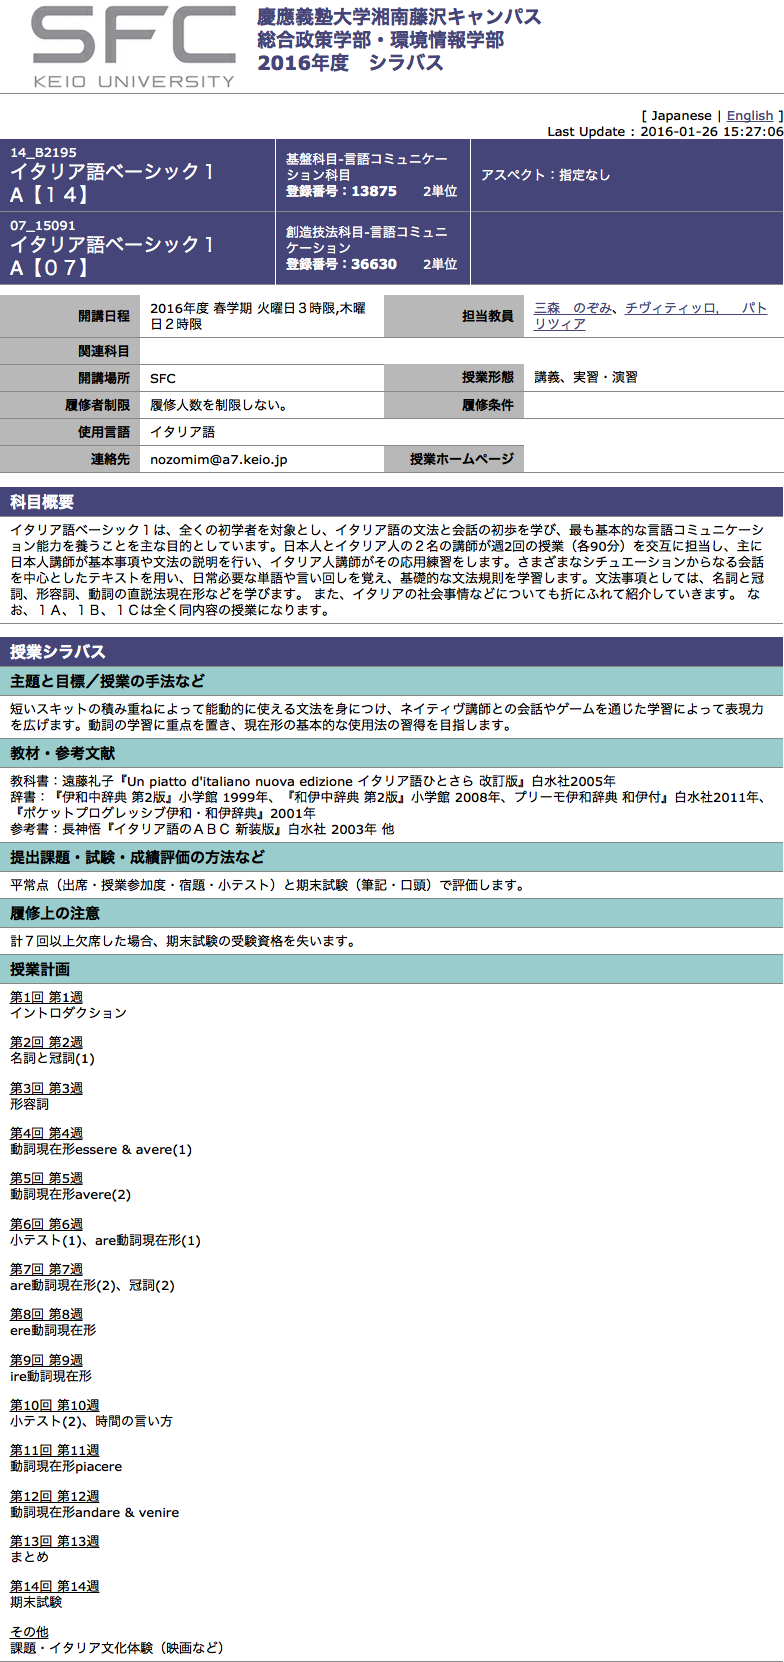 SFC
KEIO UNIVERSITY
慶應義塾大学湘南藤沢キャンパス
総合政策学部・環境情報学部
2016年度　シラバス
[ Japanese | English ]
Last Update : 2016-01-26 15:27:06
14_B2195
イタリア語ベーシック１
A【１４】
基盤科目-言語コミュニケー
ション科目
登録番号：13875　　2単位
アスペクト：指定なし
07_15091
イタリア語ベーシック１
A【０７】
創造技法科目-言語コミュニ
ケーション
登録番号：36630　　2単位
開講日程
2016年度 春学期 火曜日３時限,木曜
日２時限
担当教員
三森　のぞみ、チヴィティッロ,　　パト
リツィア
関連科目
開講場所
SFC
授業形態
講義、実習・演習
履修者制限
履修人数を制限しない。
履修条件
使用言語
イタリア語
連絡先
nozomim@a7.keio.jp
授業ホームページ
科目概要
イタリア語ベーシック１は、全くの初学者を対象とし、イタリア語の文法と会話の初歩を学び、最も基本的な言語コミュニケーシ
ョン能力を養うことを主な目的としています。日本人とイタリア人の２名の講師が週2回の授業（各90分）を交互に担当し、主に
日本人講師が基本事項や文法の説明を行い、イタリア人講師がその応用練習をします。さまざまなシチュエーションからなる会話
を中心としたテキストを用い、日常必要な単語や言い回しを覚え、基礎的な文法規則を学習します。文法事項としては、名詞と冠
詞、形容詞、動詞の直説法現在形などを学びます。 また、イタリアの社会事情などについても折にふれて紹介していきます。 な
お、１Ａ、１Ｂ、１Ｃは全く同内容の授業になります。
授業シラバス
主題と目標／授業の手法など
短いスキットの積み重ねによって能動的に使える文法を身につけ、ネイティヴ講師との会話やゲームを通じた学習によって表現力
を広げます。動詞の学習に重点を置き、現在形の基本的な使用法の習得を目指します。
教材・参考文献
教科書：遠藤礼子『Un piatto d'italiano nuova edizione イタリア語ひとさら 改訂版』白水社2005年
辞書：『伊和中辞典 第2版』小学館 1999年、『和伊中辞典 第2版』小学館 2008年、プリーモ伊和辞典 和伊付』白水社2011年、
『ポケットプログレッシブ伊和・和伊辞典』2001年
参考書：長神悟『イタリア語のＡＢＣ 新装版』白水社 2003年 他
提出課題・試験・成績評価の方法など
平常点（出席・授業参加度・宿題・小テスト）と期末試験（筆記・口頭）で評価します。
履修上の注意
計７回以上欠席した場合、期末試験の受験資格を失います。
授業計画
第1回 第1週
イントロダクション
第2回 第2週
名詞と冠詞(1)
第3回 第3週
形容詞
第4回 第4週
動詞現在形essere & avere(1)
第5回 第5週
動詞現在形avere(2)
第6回 第6週
小テスト(1)、are動詞現在形(1)
第7回 第7週
are動詞現在形(2)、冠詞(2)
第8回 第8週
ere動詞現在形
第9回 第9週
ire動詞現在形
第10回 第10週
小テスト(2)、時間の言い方
第11回 第11週
動詞現在形piacere
第12回 第12週
動詞現在形andare & venire
第13回 第13週
まとめ
第14回 第14週
期末試験
その他
課題・イタリア文化体験（映画など）